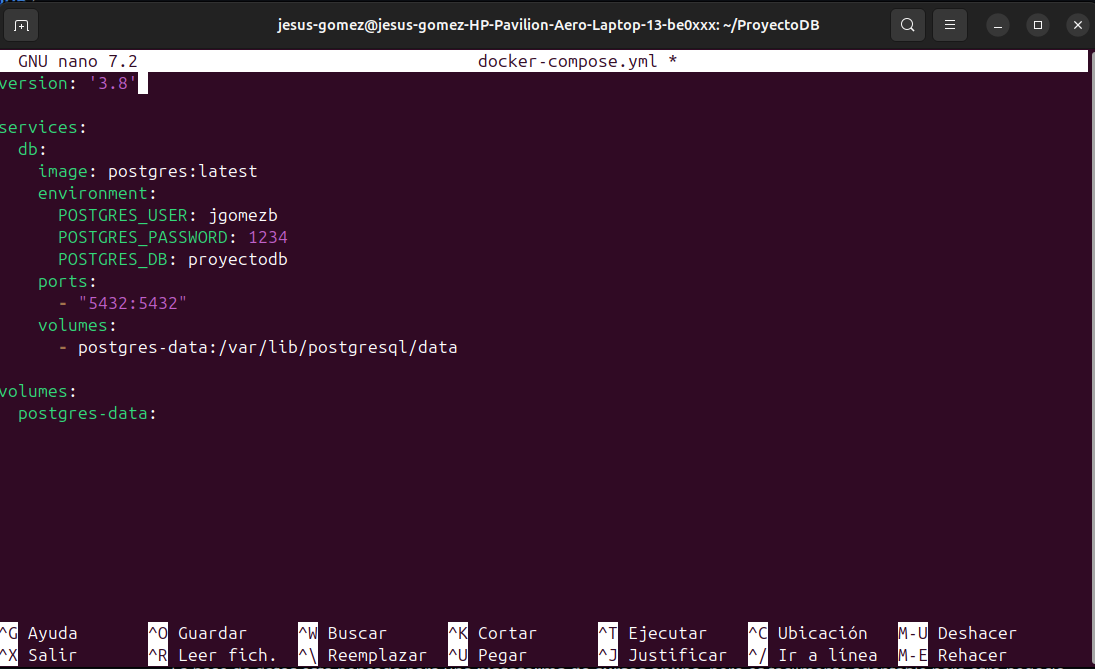 jesus-gomez@jesus-gomez-HP-Pavilion-Aero-Laptop-13-be0xxx: ~/ProyectoDB
GNU nano 7.2 docker-compose.yml *
version: '3.8'
services:
  db:
    image: postgres:latest
    environment:
      POSTGRES_USER: jgomezb
      POSTGRES_PASSWORD: 1234
      POSTGRES_DB: proyectodb
    ports:
      - "5432:5432"
    volumes:
      - postgres-data:/var/lib/postgresql/data
volumes:
  postgres-data:
^G Ayuda ^O Guardar ^W Buscar ^K Cortar ^T Ejecutar ^C Ubicación M-U Deshacer
^X Salir ^R Leer fich. ^\ Reemplazar ^U Pegar ^J Justificar ^/ Ir a línea M-E Rehacer